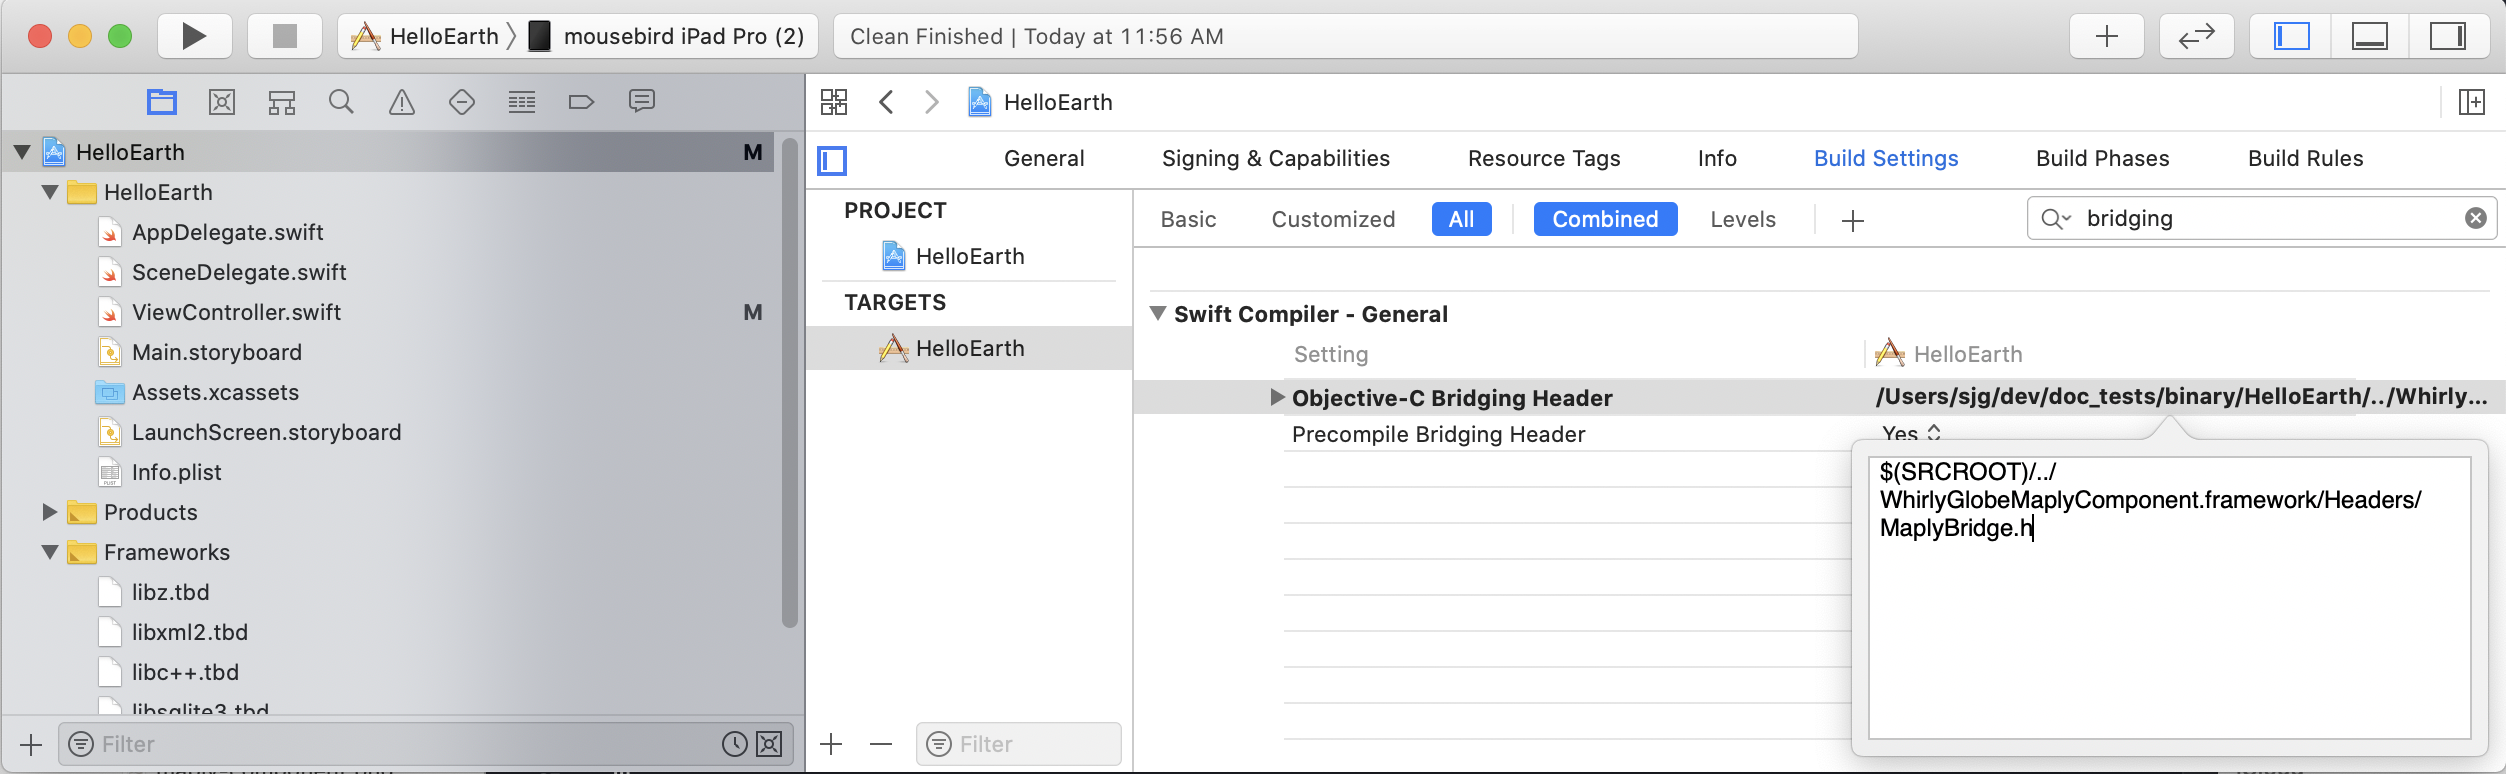 HelloEarth
mousebird iPad Pro (2)
Clean Finished | Today at 11:56 AM
HelloEarth
HelloEarth M
General
Signing & Capabilities
Resource Tags
Info
Build Settings
Build Phases
Build Rules
HelloEarth
AppDelegate.swift
SceneDelegate.swift
ViewController.swift M
Main.storyboard
Assets.xcassets
LaunchScreen.storyboard
Info.plist
Products
Frameworks
libz.tbd
libxml2.tbd
libc++.tbd
libsqlite3.tbd
Filter
PROJECT
HelloEarth
TARGETS
HelloEarth
Filter
Basic
Customized
All
Combined
Levels
bridging
Swift Compiler - General
Setting
HelloEarth
Objective-C Bridging Header
/Users/sjg/dev/doc_tests/binary/HelloEarth/../Whirly...
Precompile Bridging Header
Yes
$(SRCROOT)/../
WhirlyGlobeMaplyComponent.framework/Headers/
MaplyBridge.h